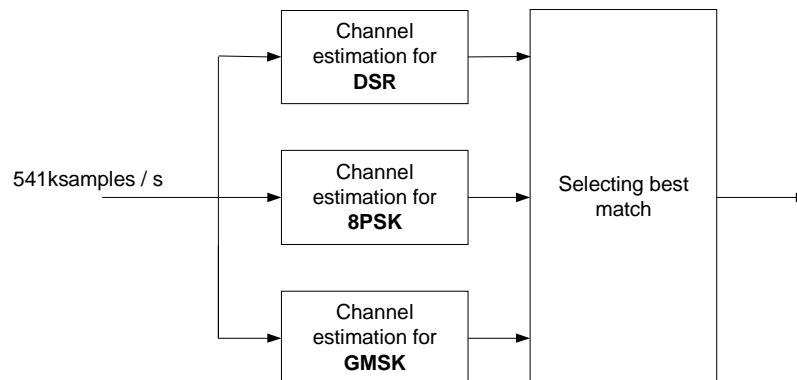 Channel
estimation for
DSR
541ksamples / s
Channel
estimation for
8PSK
Selecting best
match
Channel
estimation for
GMSK